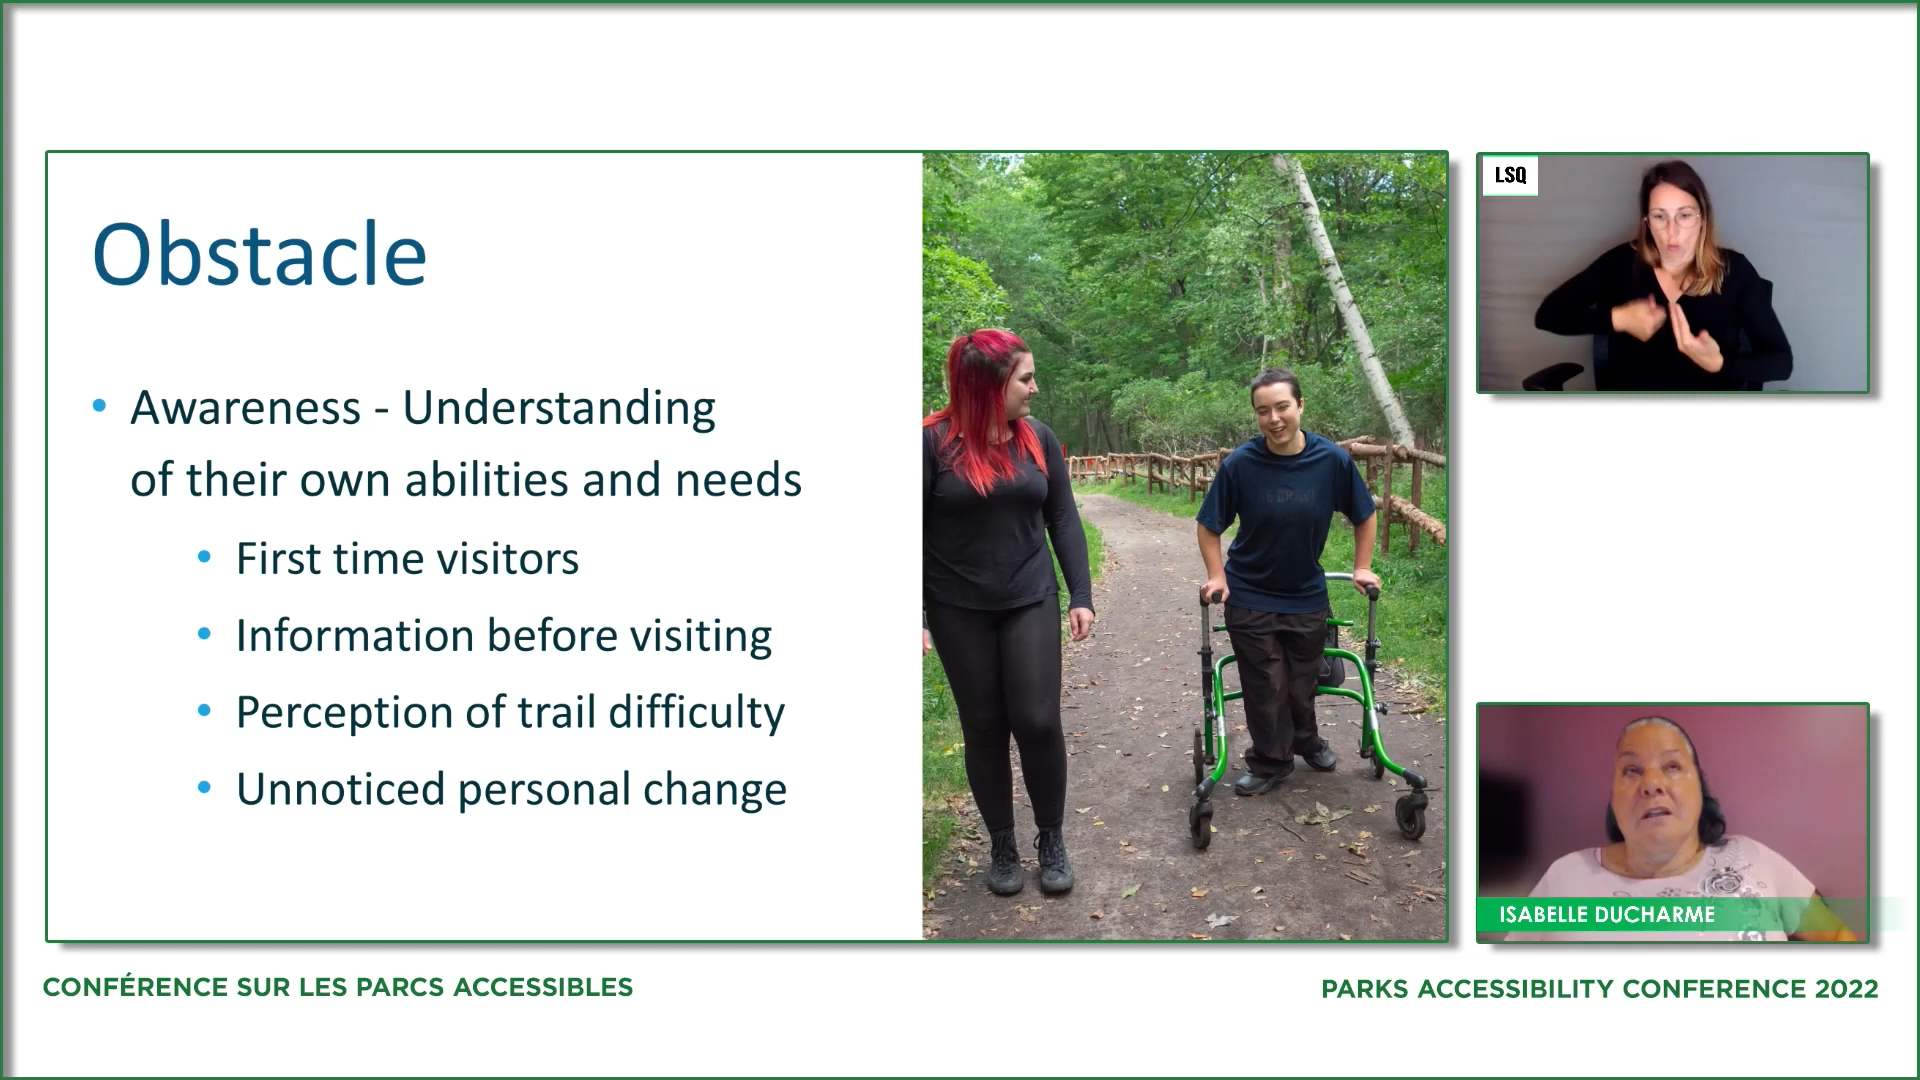 Obstacle
• Awareness - Understanding
of their own abilities and needs
• First time visitors
• Information before visiting
• Perception of trail difficulty
• Unnoticed personal change
LSQ
ISABELLE DUCHARME
CONFÉRENCE SUR LES PARCS ACCESSIBLES
PARKS ACCESSIBILITY CONFERENCE 2022